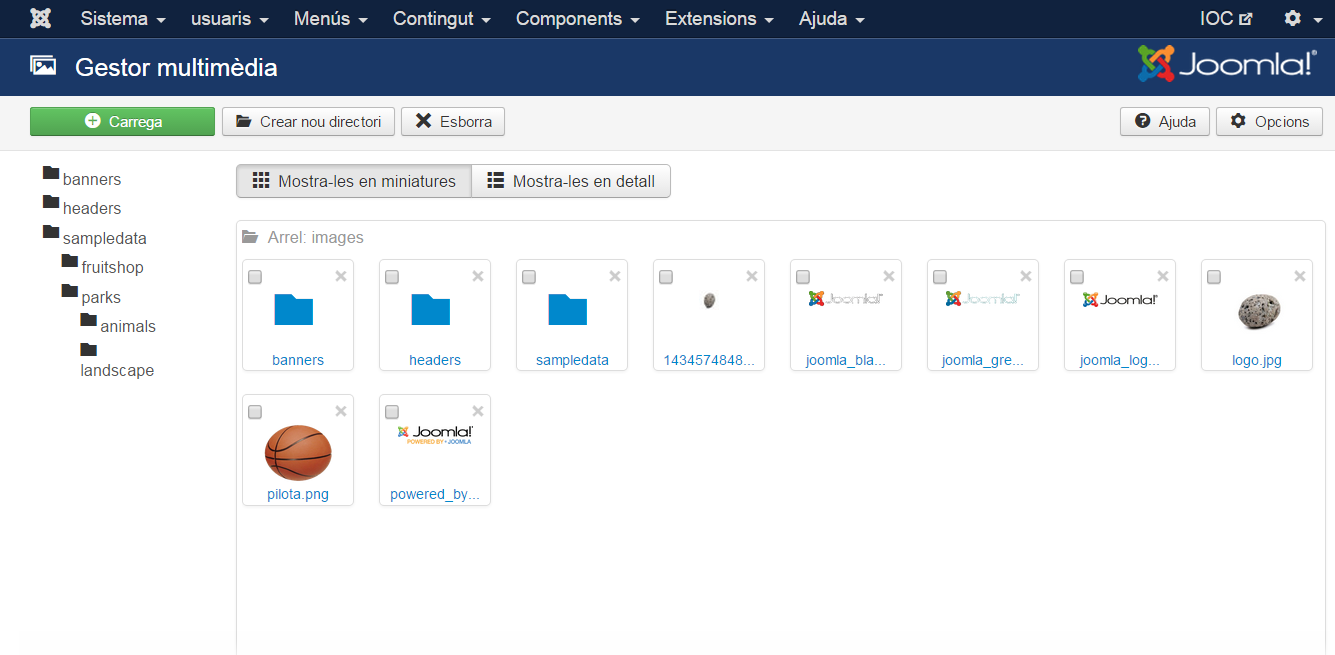 Sistema usuaris Menús Contingut Components Extensions Ajuda IOC
Gestor multimèdia Joomla!™
Carrega Crear nou directori Esborra Ajuda Opcions
banners
headers
sampledata
fruitshop
parks
animals
landscape
Mostra-les en miniatures Mostra-les en detall
Arrel: images
Joomla! Joomla! Joomla!
banners headers sampledata 1434574848... joomla_bla... joomla_gre... joomla_log... logo.jpg
Joomla!
POWERED BY JOOMLA
pilota.png powered_by...